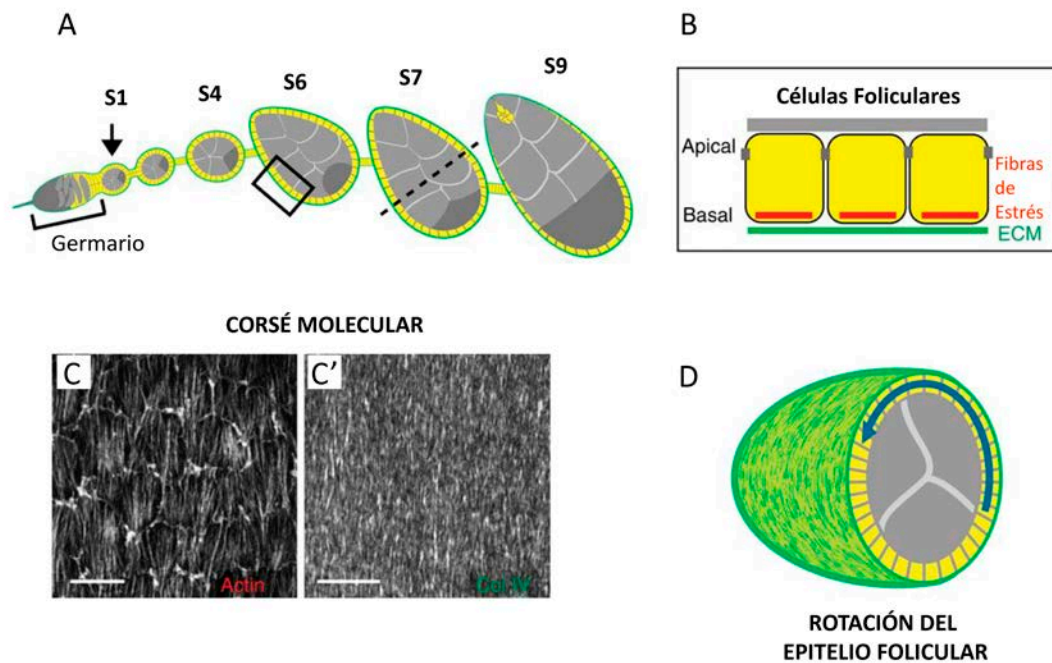 A
S1
S4
S6
S7
S9
Germario
B
Células Foliculares
Apical
Basal
Fibras
de
Estrés
ECM
CORSÉ MOLECULAR
C
Actin
C'
Col IV
D
ROTACIÓN DEL
EPITELIO FOLICULAR